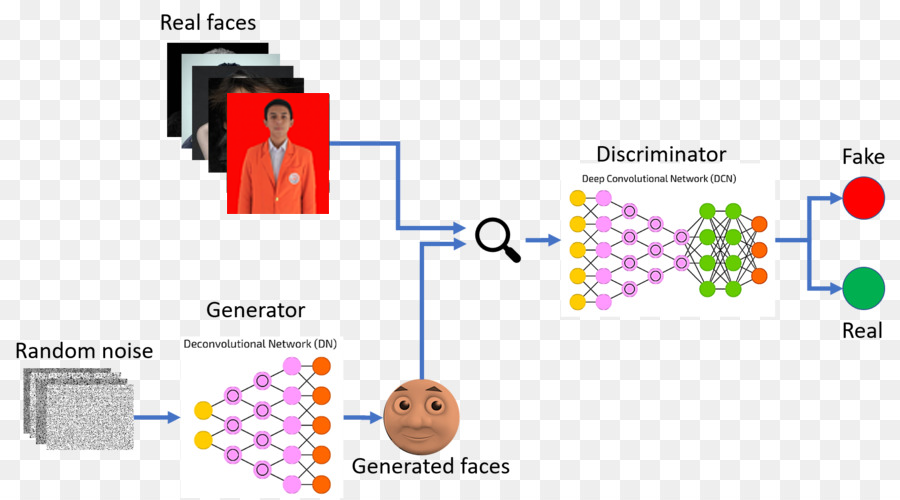 Real faces
Discriminator
Deep Convolutional Network (DCN)
Fake
Real
Generator
Deconvolutional Network (DN)
Random noise
Generated faces